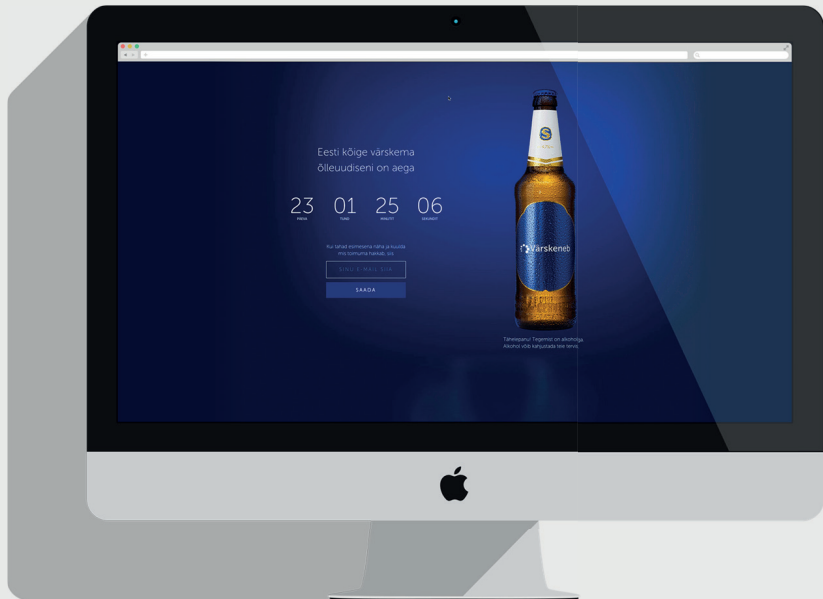 Eesti kõige värskema
õlleuudiseni on aega
23 01 25 06
PÄEVA TUND MINUTIT SEKUNDIT
Kui tahad esimesena näha ja kuulda
mis toimuma hakkab, siis
SINU E-MAIL SIIA
SAADA
S
Värskeneb
Tähelepanu! Tegemist on alkoholiga.
Alkohol võib kahjustada teie tervist.